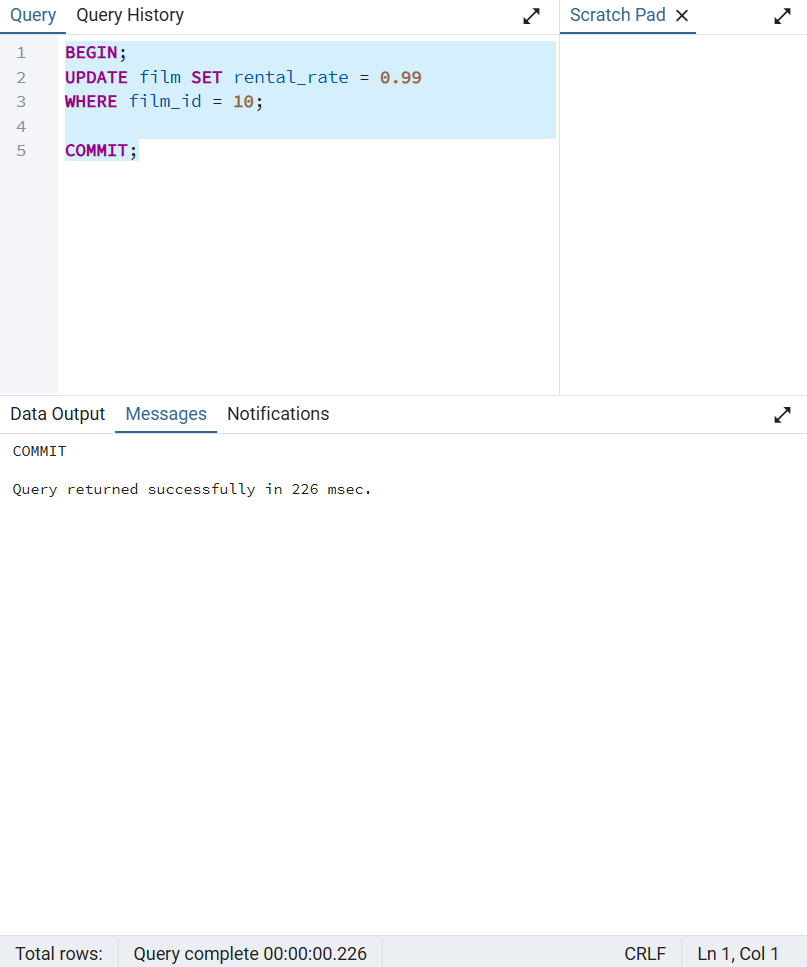 Query Query History
Scratch Pad
1 BEGIN;
2 UPDATE film SET rental_rate = 0.99
3 WHERE film_id = 10;
4
5 COMMIT;
Data Output Messages Notifications
COMMIT
Query returned successfully in 226 msec.
Total rows: Query complete 00:00:00.226 CRLF Ln 1, Col 1